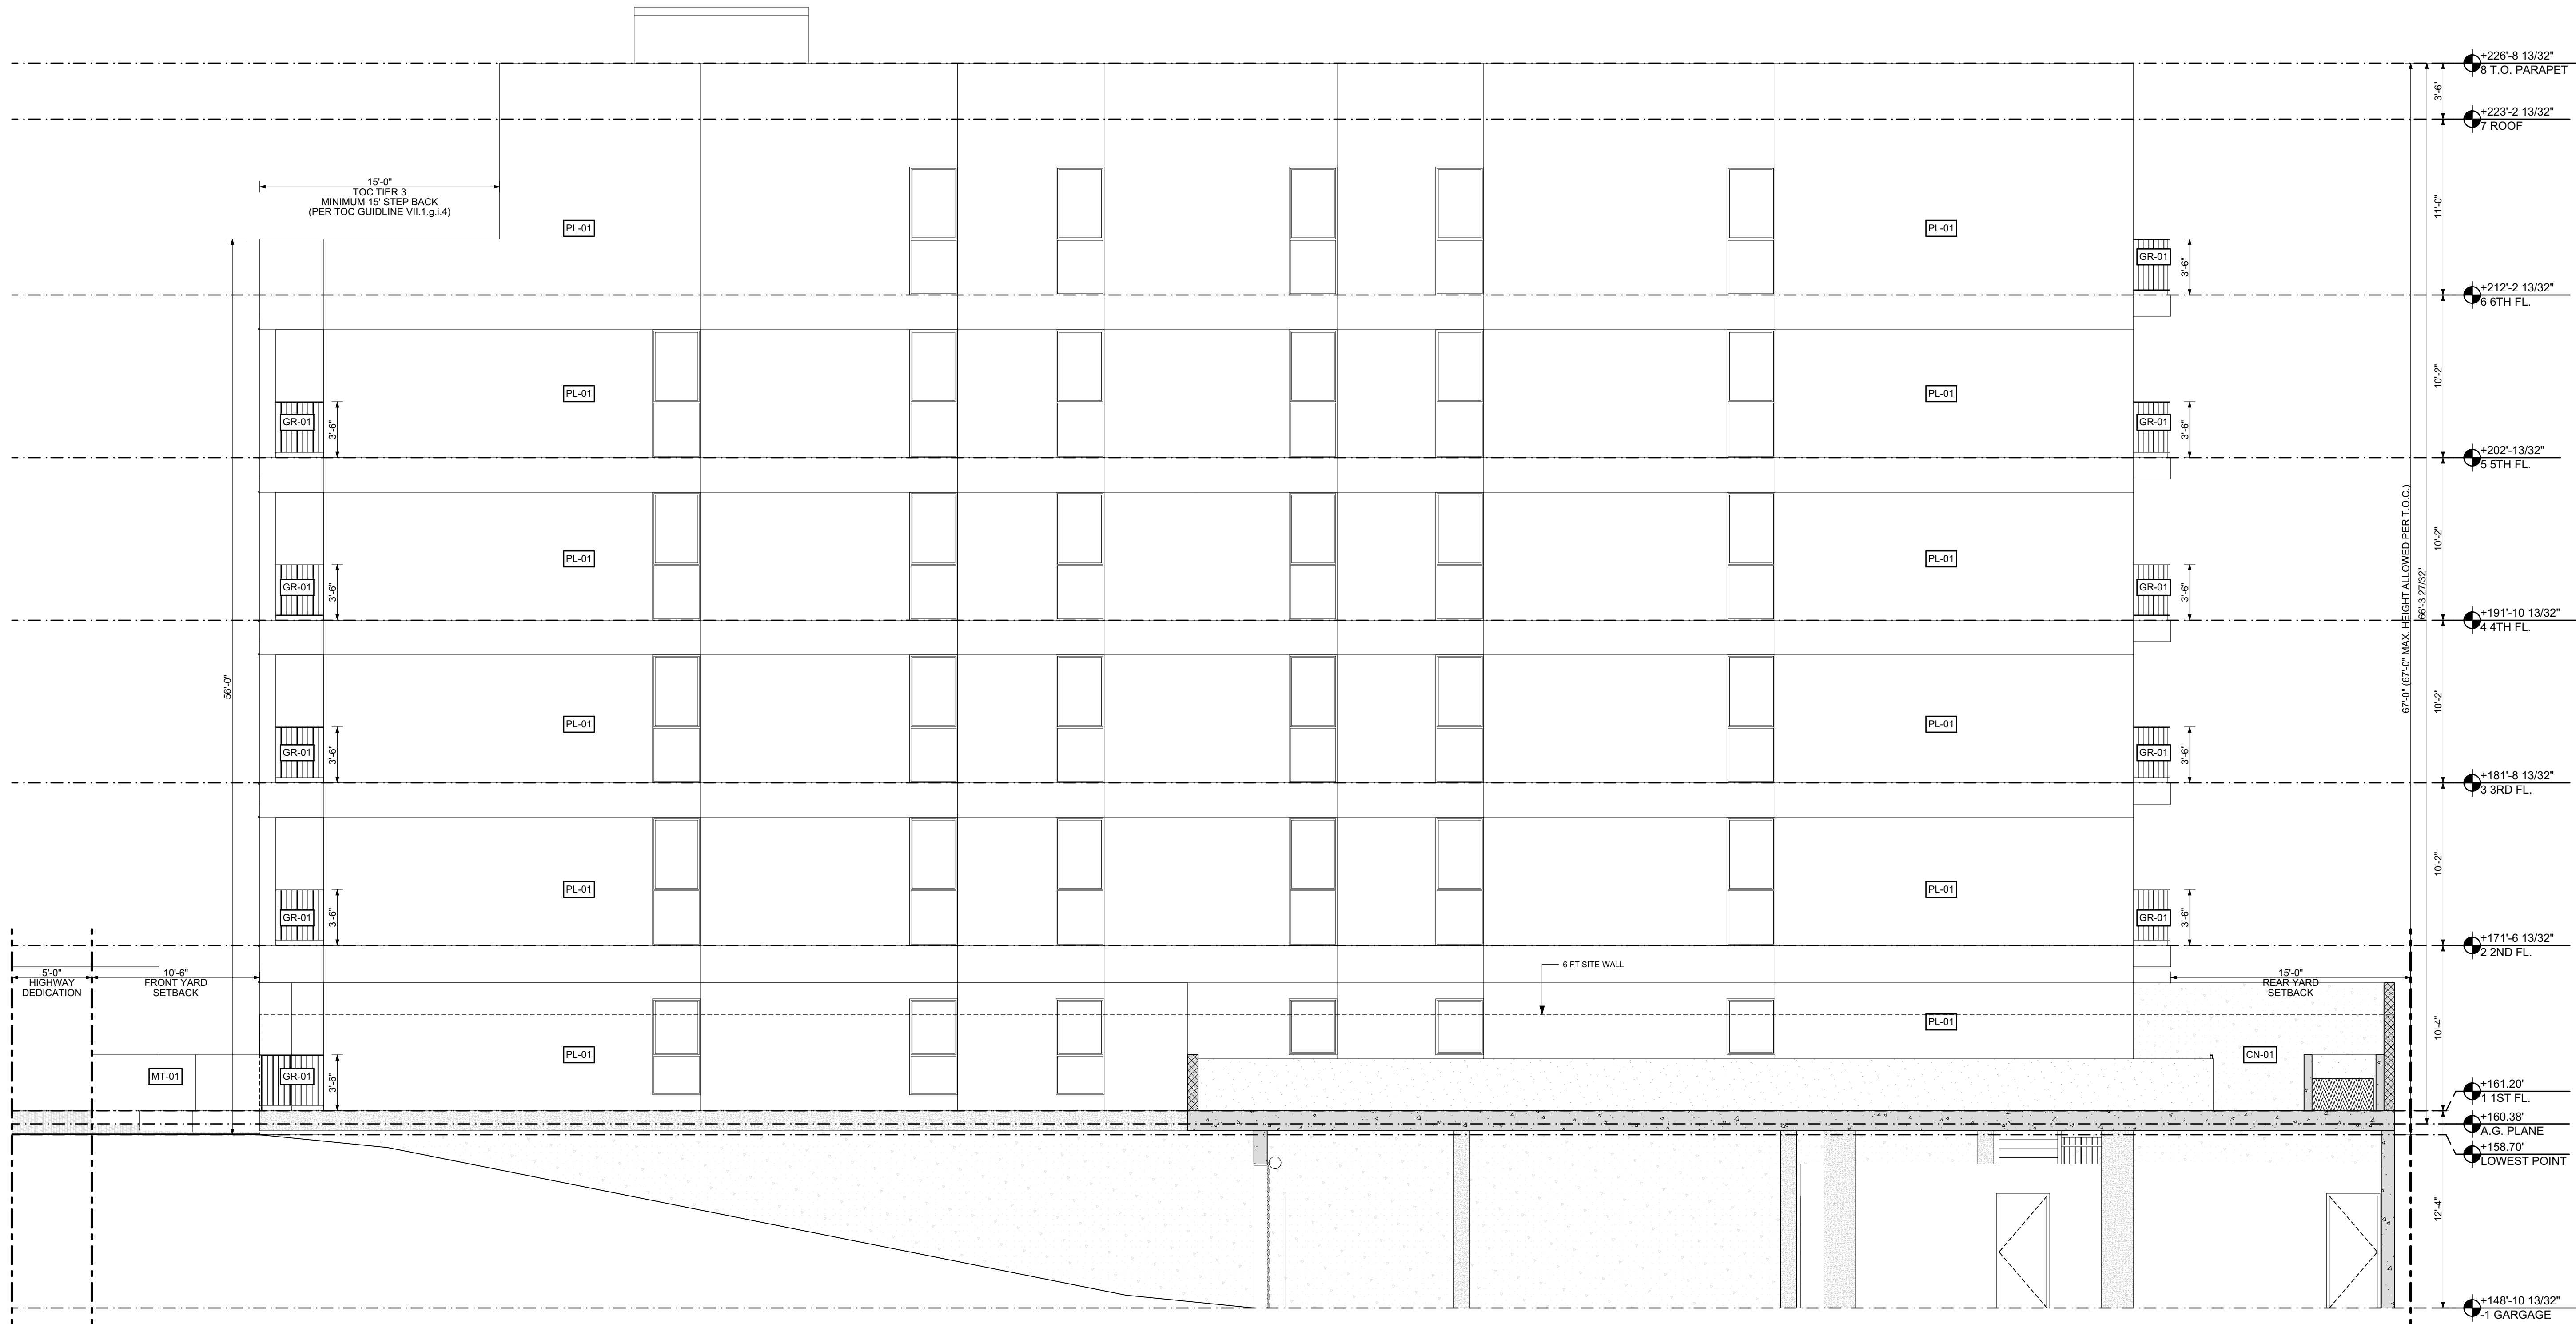 +226'-8 13/32"
8 T.O. PARAPET
3'-6"
+223'-2 13/32"
7 ROOF
15'-0"
TOC TIER 3
MINIMUM 15' STEP BACK
(PER TOC GUIDLINE VII.1.g.i.4)
11'-0"
PL-01
PL-01
GR-01
3'-6"
+212'-2 13/32"
6 6TH FL.
10'-2"
PL-01
PL-01
GR-01
3'-6"
GR-01
3'-6"
+202'-13/32"
5 5TH FL.
67'-0" (67'-0" MAX. HEIGHT ALLOWED PER T.O.C.)
66'-3 27/32"
10'-2"
PL-01
PL-01
GR-01
3'-6"
GR-01
3'-6"
+191'-10 13/32"
4 4TH FL.
56'-0"
10'-2"
PL-01
PL-01
GR-01
3'-6"
GR-01
3'-6"
+181'-8 13/32"
3 3RD FL.
10'-2"
PL-01
PL-01
GR-01
3'-6"
GR-01
3'-6"
+171'-6 13/32"
2 2ND FL.
5'-0"
HIGHWAY
DEDICATION
10'-6"
FRONT YARD
SETBACK
6 FT SITE WALL
15'-0"
REAR YARD
SETBACK
10'-4"
PL-01
PL-01
CN-01
MT-01
GR-01
3'-6"
+161.20'
1 1ST FL.
+160.38'
A.G. PLANE
+158.70'
LOWEST POINT
12'-4"
+148'-10 13/32"
-1 GARGAGE